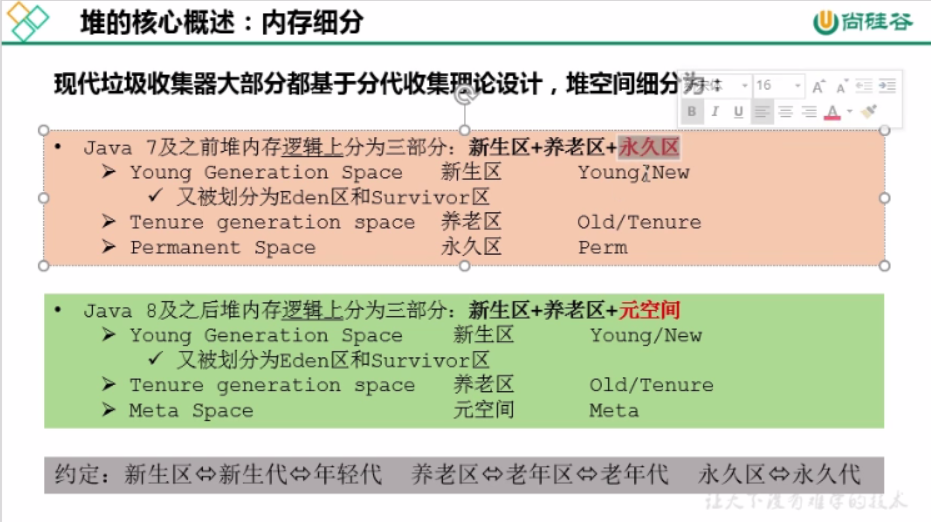 堆的核心概述：内存细分
尚硅谷
现代垃圾收集器大部分都基于分代收集理论设计，堆空间细分为：
宋体 16 A A
B I U A
• Java 7及之前堆内存逻辑上分为三部分：新生区+养老区+永久区
➢ Young Generation Space 新生区 Young/New
✓ 又被划分为Eden区和Survivor区
➢ Tenure generation space 养老区 Old/Tenure
➢ Permanent Space 永久区 Perm
• Java 8及之后堆内存逻辑上分为三部分：新生区+养老区+元空间
➢ Young Generation Space 新生区 Young/New
✓ 又被划分为Eden区和Survivor区
➢ Tenure generation space 养老区 Old/Tenure
➢ Meta Space 元空间 Meta
约定：新生区⇔新生代⇔年轻代 养老区⇔老年区⇔老年代 永久区⇔永久代
让天下没有难学的技术